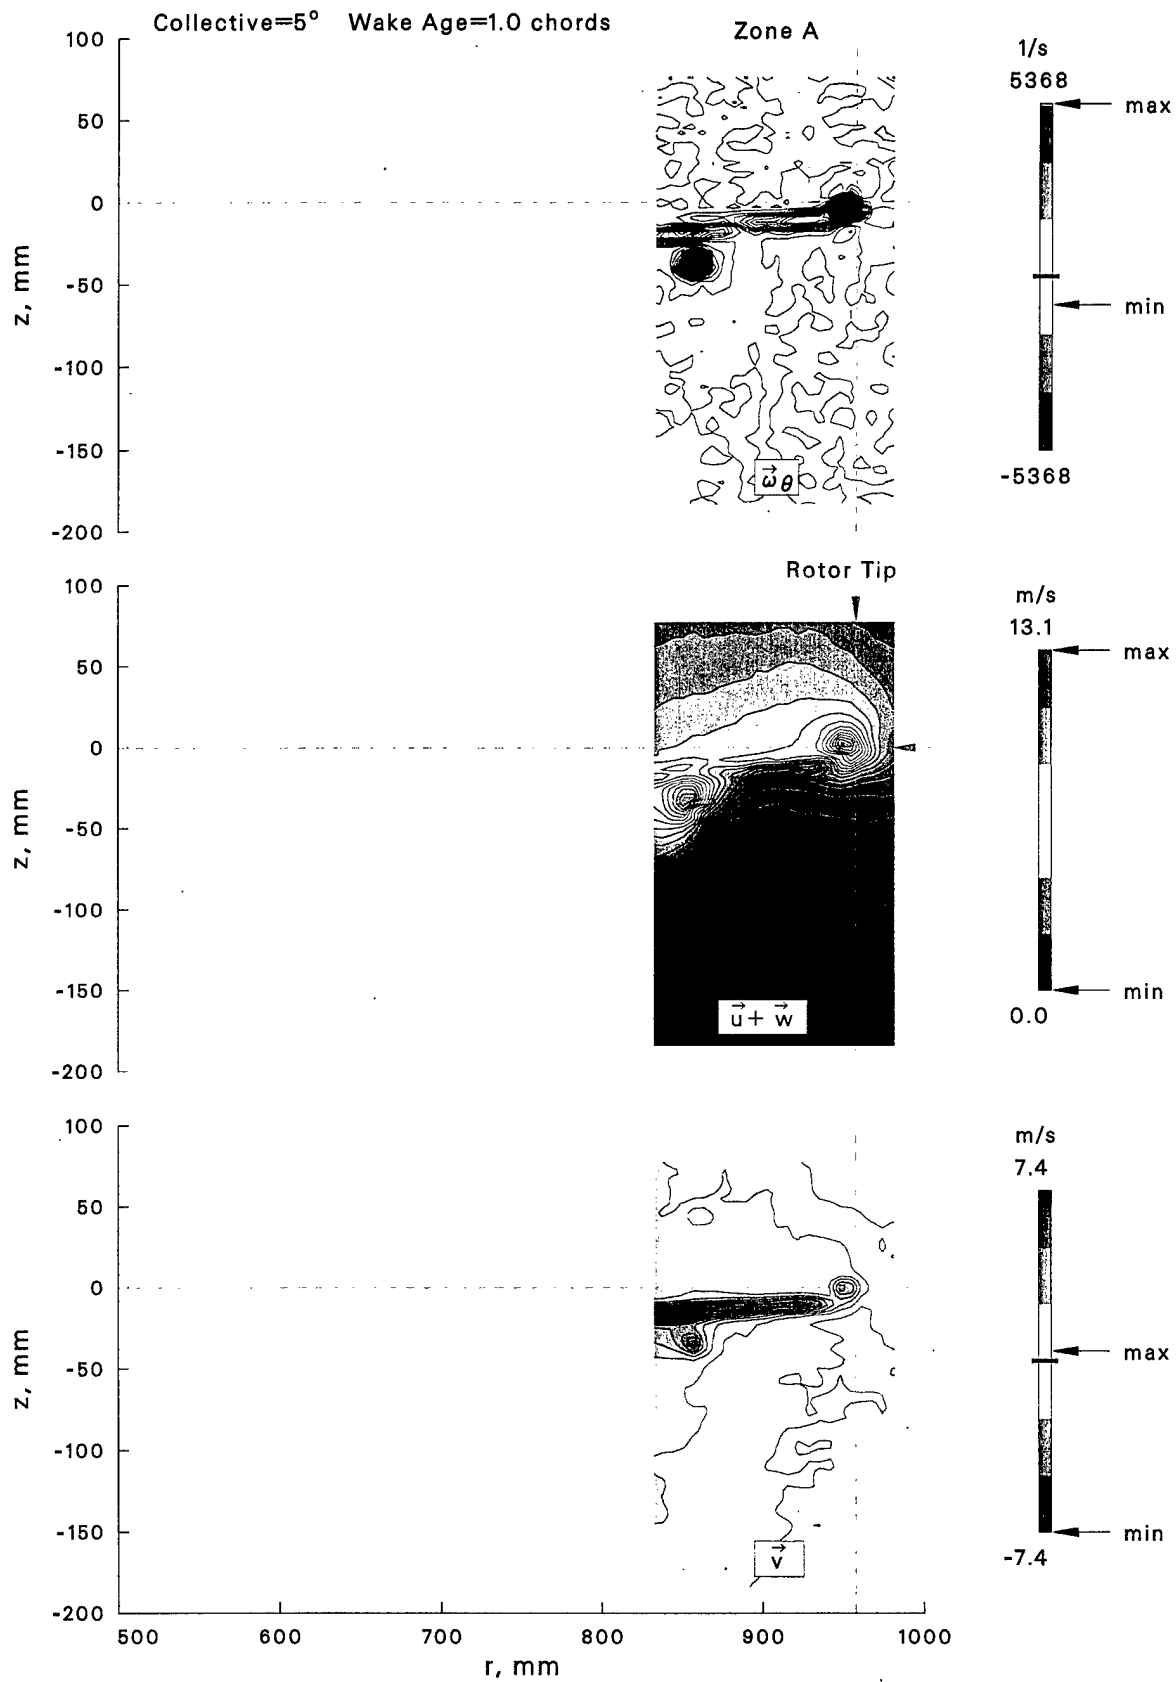 Collective=5° Wake Age=1.0 chords
Zone A
1/s
5368
max
min
-5368
100
50
0
-50
-100
-150
-200
z, mm
ω⃗θ
Rotor Tip
m/s
13.1
max
min
0.0
100
50
0
-50
-100
-150
-200
z, mm
u⃗ + w⃗
m/s
7.4
max
min
-7.4
100
50
0
-50
-100
-150
-200
z, mm
v⃗
500 600 700 800 900 1000
r, mm